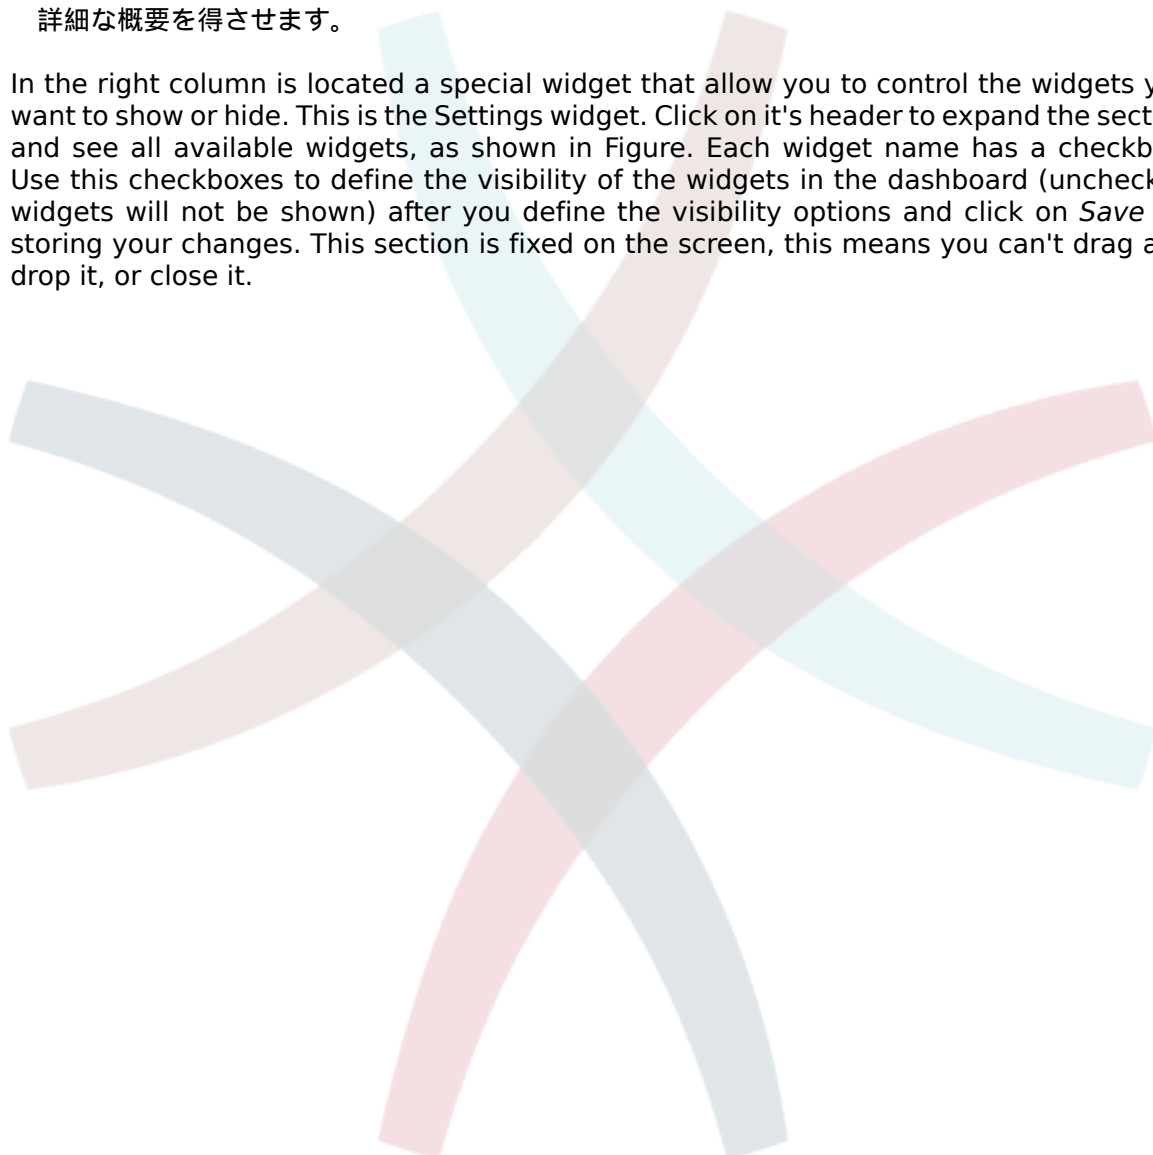 詳細な概要を得させます。
In the right column is located a special widget that allow you to control the widgets y
want to show or hide. This is the Settings widget. Click on it's header to expand the sect
and see all available widgets, as shown in Figure. Each widget name has a checkb
Use this checkboxes to define the visibility of the widgets in the dashboard (uncheck
widgets will not be shown) after you define the visibility options and click on Save
storing your changes. This section is fixed on the screen, this means you can't drag a
drop it, or close it.